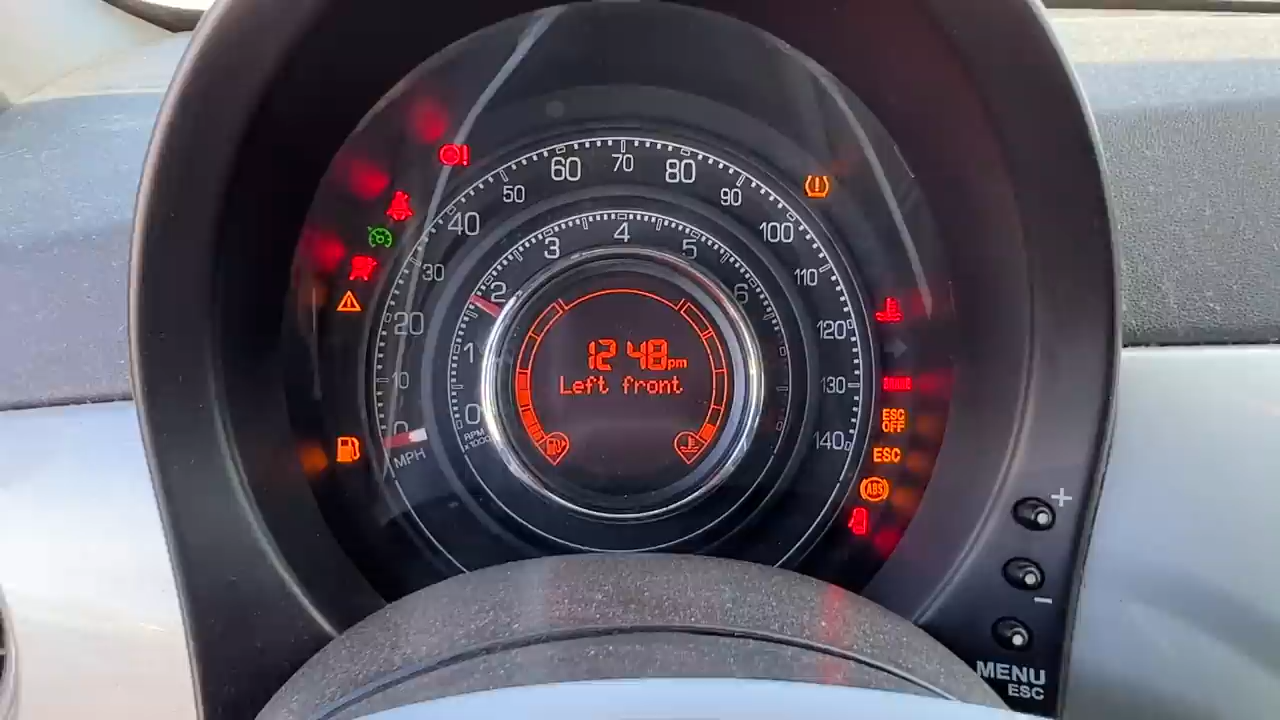 60 70 80
50 90
40 100
30 110
20 120
10 130
0 140
MPH
3 4 5
2 6
1
0
RPM
x1000
12 48pm
Left front
BRAKE
ESC
OFF
ESC
ABS
+
-
MENU
ESC